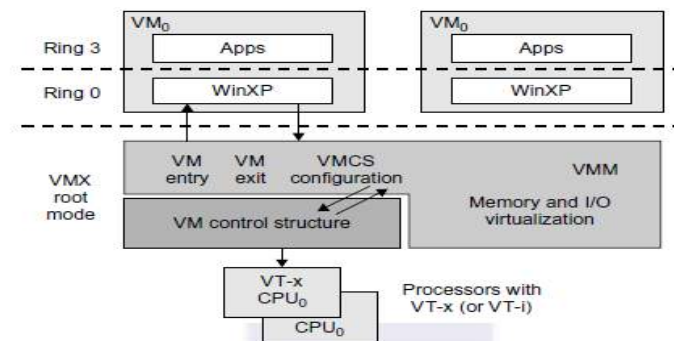 VM0
VM0
Ring 3
Apps
Apps
Ring 0
WinXP
WinXP
VMX
root
mode
VM
entry
VM
exit
VMCS
configuration
VMM
Memory and I/O
virtualization
VM control structure
VT-x
CPU0
CPU0
Processors with
VT-x (or VT-i)